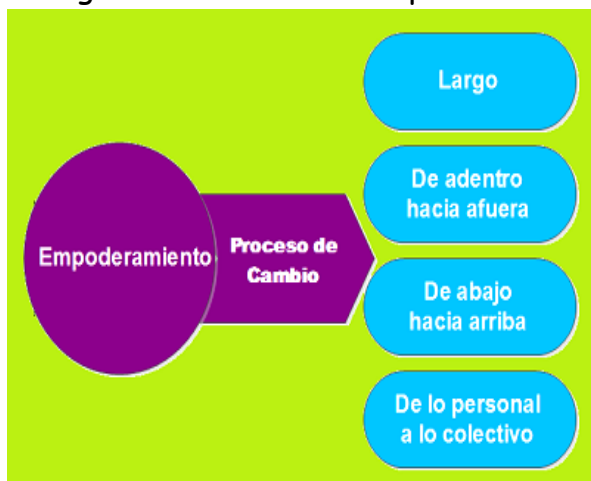 Empoderamiento
Proceso de
Cambio
Largo
De adentro
hacia afuera
De abajo
hacia arriba
De lo personal
a lo colectivo